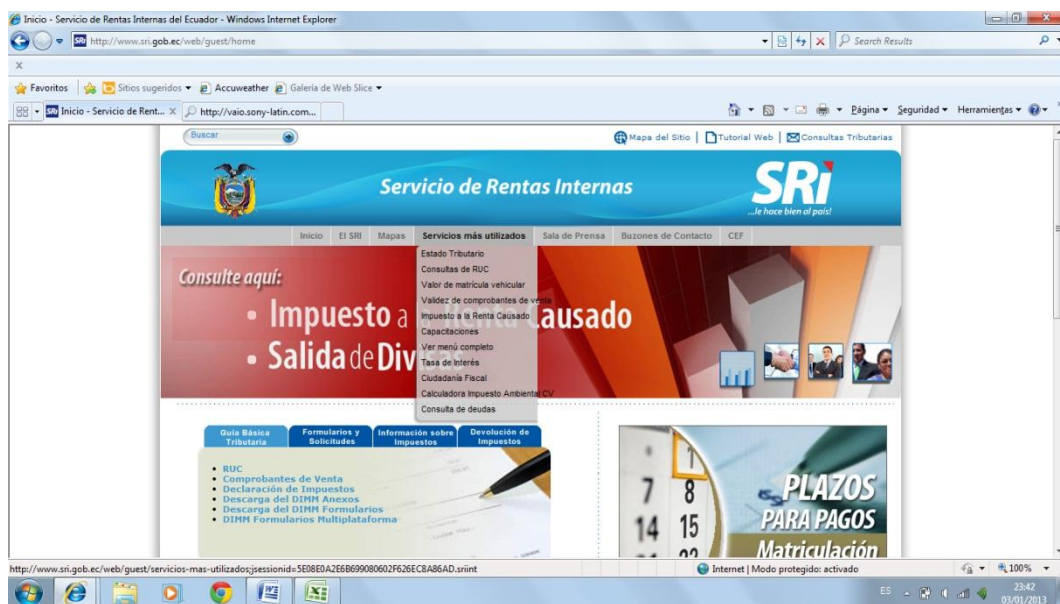 Inicio - Servicio de Rentas Internas del Ecuador - Windows Internet Explorer
SRi http://www.sri.gob.ec/web/guest/home
Search Results
x
Favoritos Sitios sugeridos Accuweather Galería de Web Slice
SRi Inicio - Servicio de Rent... x http://vaio.sony-latin.com...
Página Seguridad Herramientas
Buscar
Mapa del Sitio | Tutorial Web | Consultas Tributarias
Servicio de Rentas Internas
SRi
...le hace bien al país!
Inicio El SRI Mapas Servicios más utilizados Sala de Prensa Buzones de Contacto CEF
Estado Tributario
Consultas de RUC
Valor de matrícula vehicular
Validez de comprobantes de venta
Impuesto a la Renta Causado
Capacitaciones
Ver menú completo
Tasa de Interés
Ciudadanía Fiscal
Calculadora Impuesto Ambiental CV
Consulta de deudas
Consulte aquí:
• Impuesto a la Renta Causado
• Salida de Divisas
Guía Básica Tributaria
Formularios y Solicitudes
Información sobre Impuestos
Devolución de Impuestos
• RUC
• Comprobantes de Venta
• Declaración de Impuestos
• Descarga del DIMM Anexos
• Descarga del DIMM Formularios
• DIMM Formularios Multiplataforma
1
7 8
14 15
22
PLAZOS
PARA PAGOS
Matriculación
http://www.sri.gob.ec/web/guest/servicios-mas-utilizados;jsessionid=5E08E0A2E6B699080602F626EC8A86AD.sriint
Internet | Modo protegido: activado
100%
ES
23:42
03/01/2013